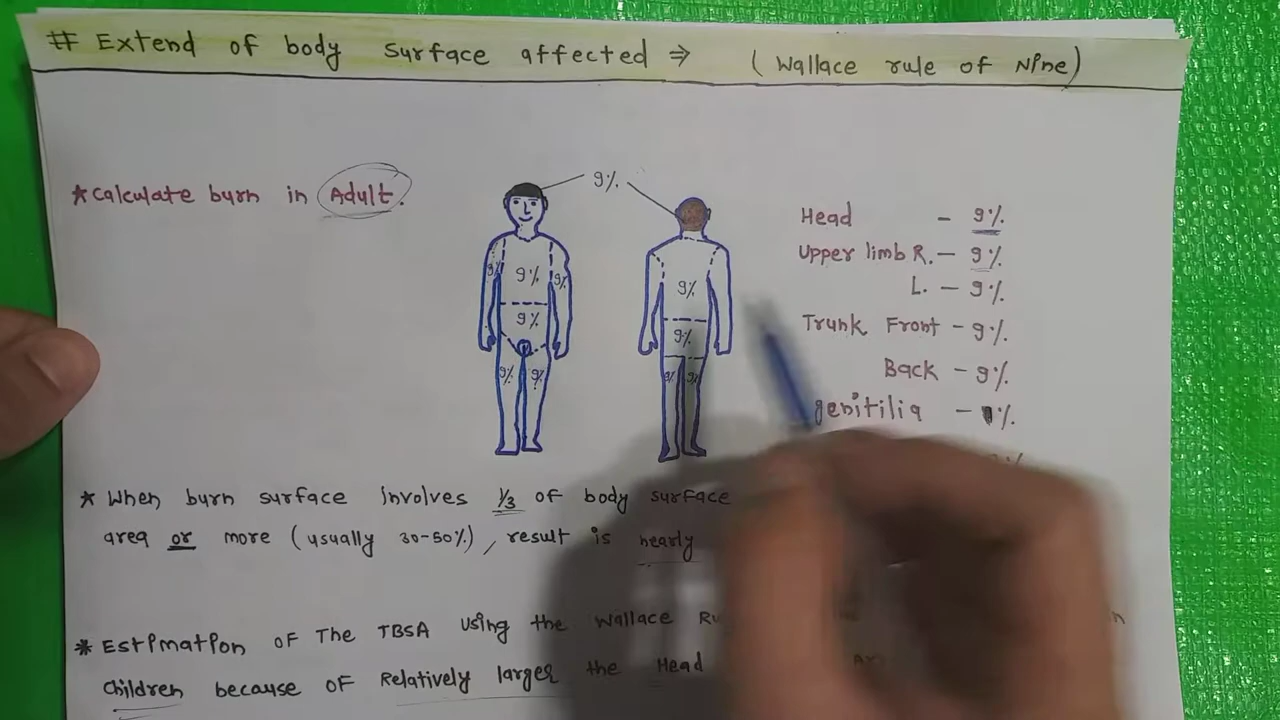 # Extend of body surface affected ⇒ (Wallace rule of Nine)
* Calculate burn in Adult.
9%
9%
9%
9%
9%
9%
9%
9%
9%
9%
9%
9%
Head - 9%
Upper limb R. - 9%
L. - 9%
Trunk Front - 9%
Back - 9%
genitilia - 1%
* When burn surface involves 1/3 of body surface
area or more (usually 30-50%), result is nearly
* Estimation of The TBSA using the Wallace
children because of Relatively larger the Head